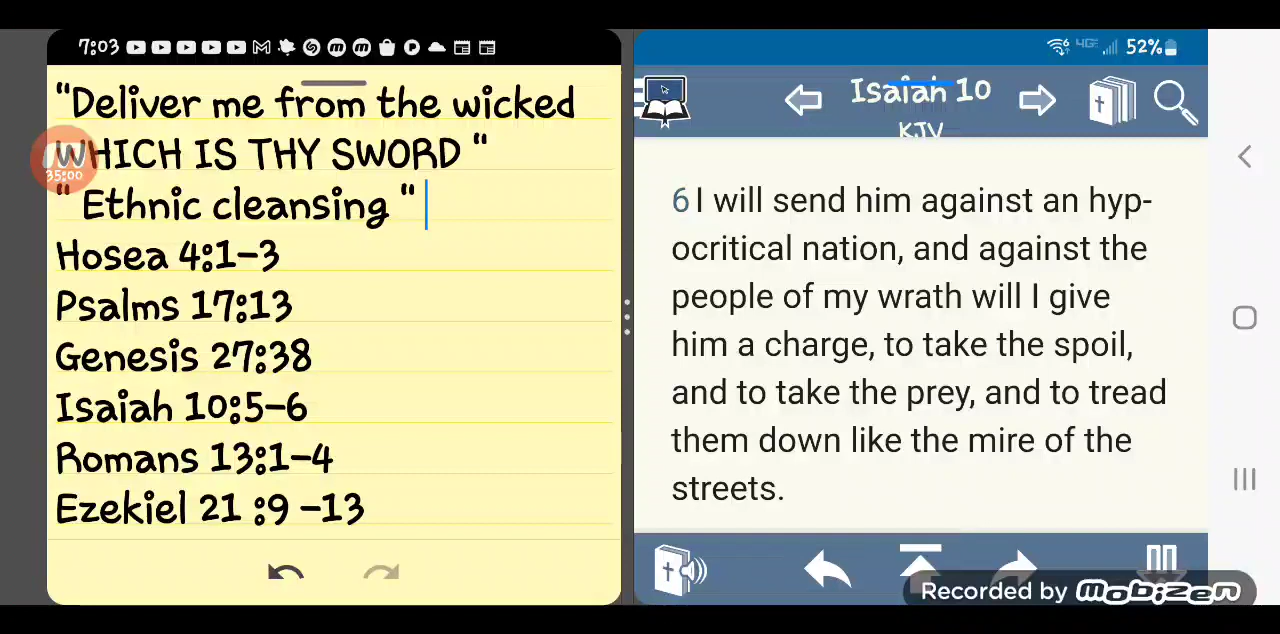 7:03
52%
"Deliver me from the wicked
WHICH IS THY SWORD "
" Ethnic cleansing "
Hosea 4:1-3
Psalms 17:13
Genesis 27:38
Isaiah 10:5-6
Romans 13:1-4
Ezekiel 21 :9 -13
35:00
Isaiah 10
KJV
6 I will send him against an hyp-
ocritical nation, and against the
people of my wrath will I give
him a charge, to take the spoil,
and to take the prey, and to tread
them down like the mire of the
streets.
Recorded by mobizen